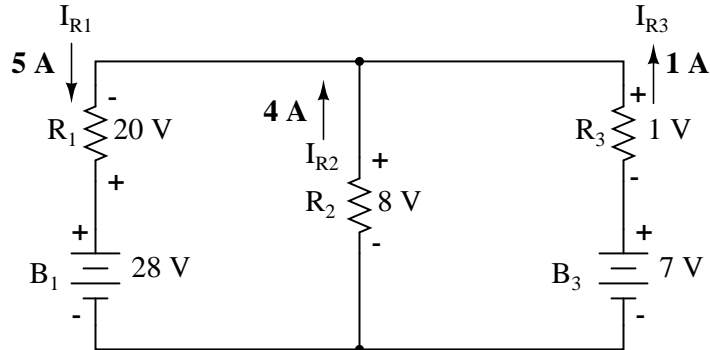 I_R1
I_R3
5 A
1 A
4 A
-
+
R_1 20 V
R_3 1 V
I_R2
+
+
-
R_2 8 V
+
-
+
B_1 28 V
B_3 7 V
-
-